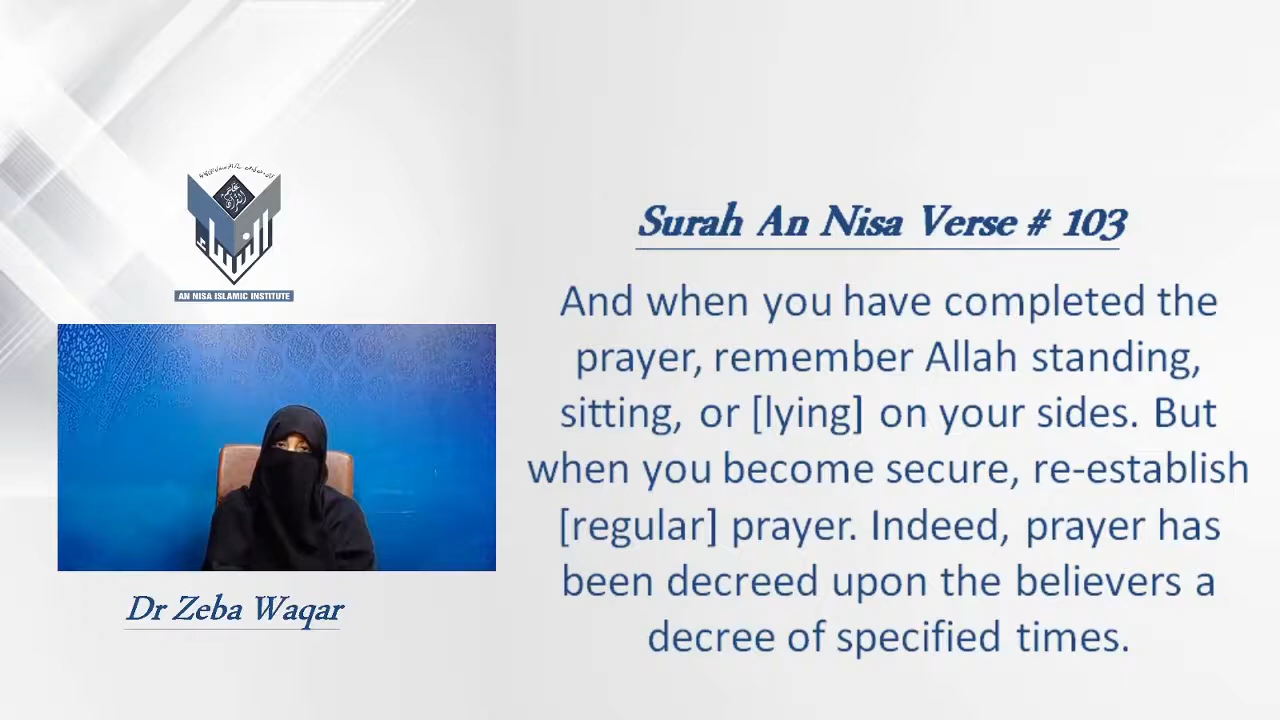 AN NISA ISLAMIC INSTITUTE
Dr Zeba Waqar
Surah An Nisa Verse # 103
And when you have completed the
prayer, remember Allah standing,
sitting, or [lying] on your sides. But
when you become secure, re-establish
[regular] prayer. Indeed, prayer has
been decreed upon the believers a
decree of specified times.